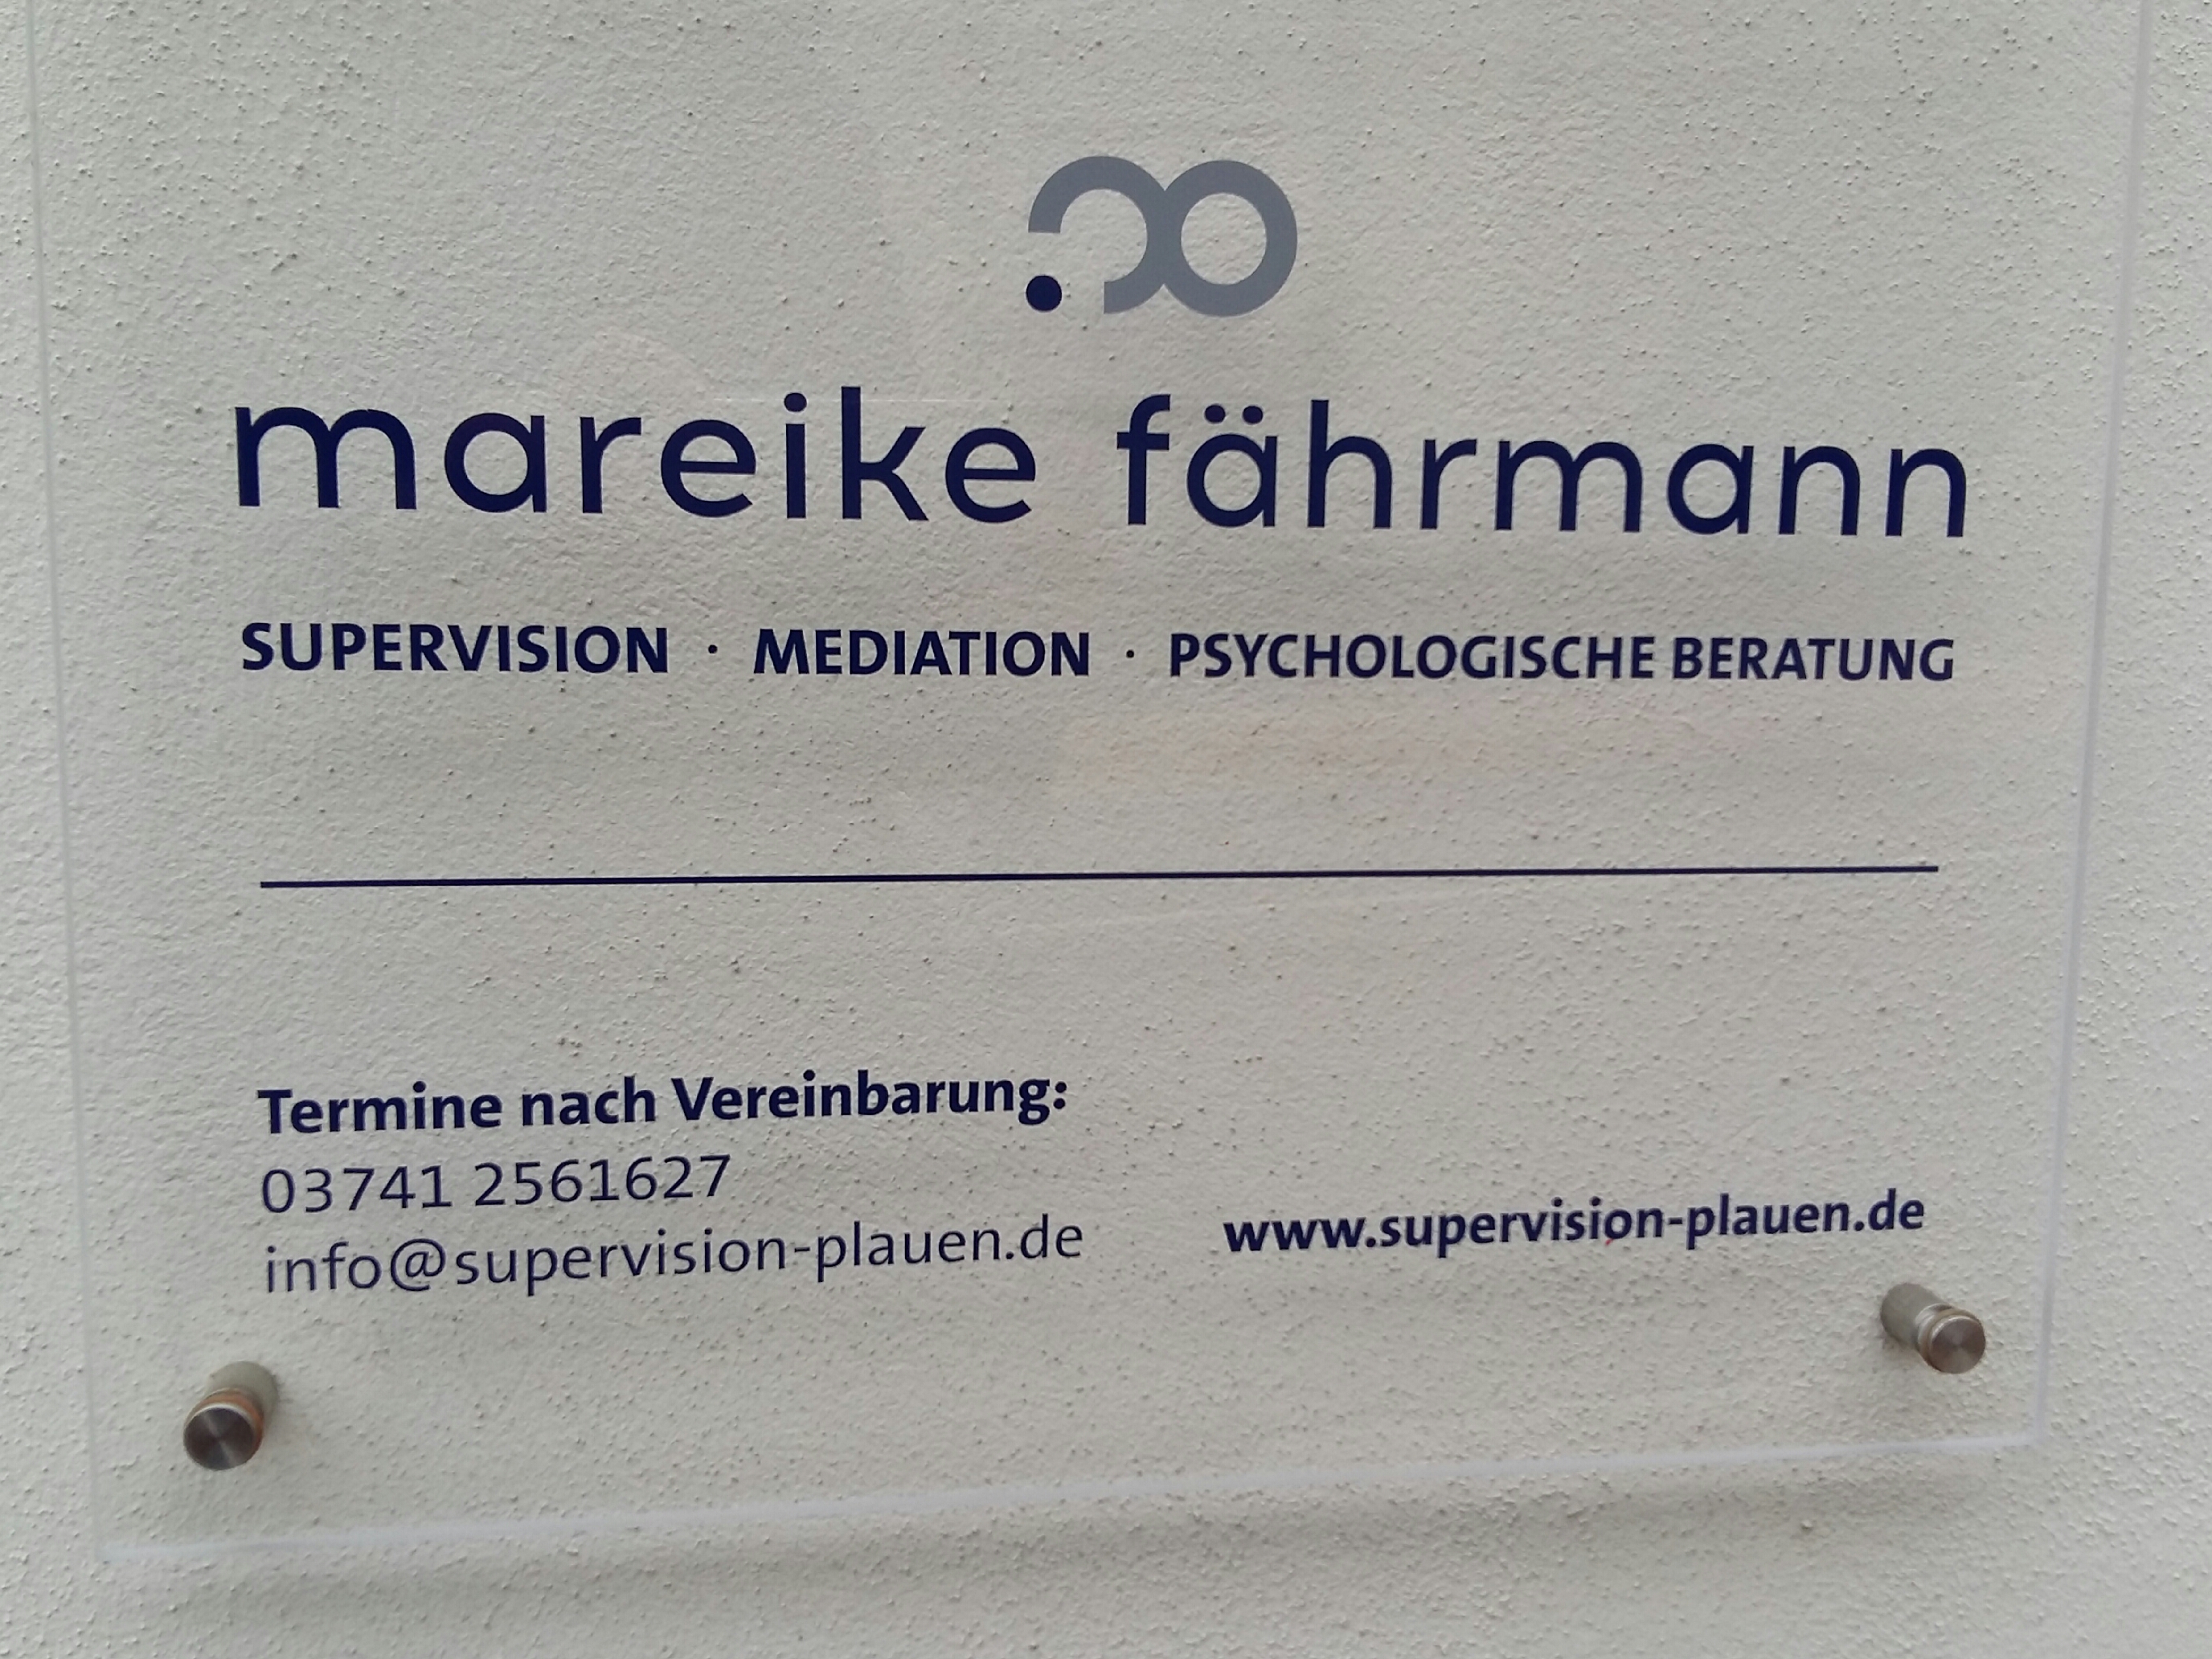 mareike fährmann
SUPERVISION · MEDIATION · PSYCHOLOGISCHE BERATUNG
Termine nach Vereinbarung:
03741 2561627
info@supervision-plauen.de
www.supervision-plauen.de